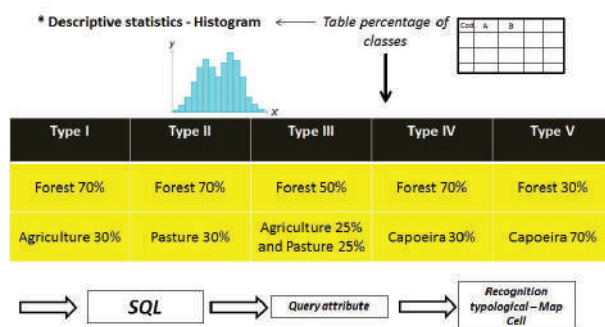 * Descriptive statistics - Histogram
Table percentage of
classes
Cod. A B
y
x
Type I Type II Type III Type IV Type V
Forest 70% Forest 70% Forest 50% Forest 70% Forest 30%
Agriculture 30% Pasture 30% Agriculture 25%
and Pasture 25% Capoeira 30% Capoeira 70%
SQL
Query attribute
Recognition
typological – Map
Cell